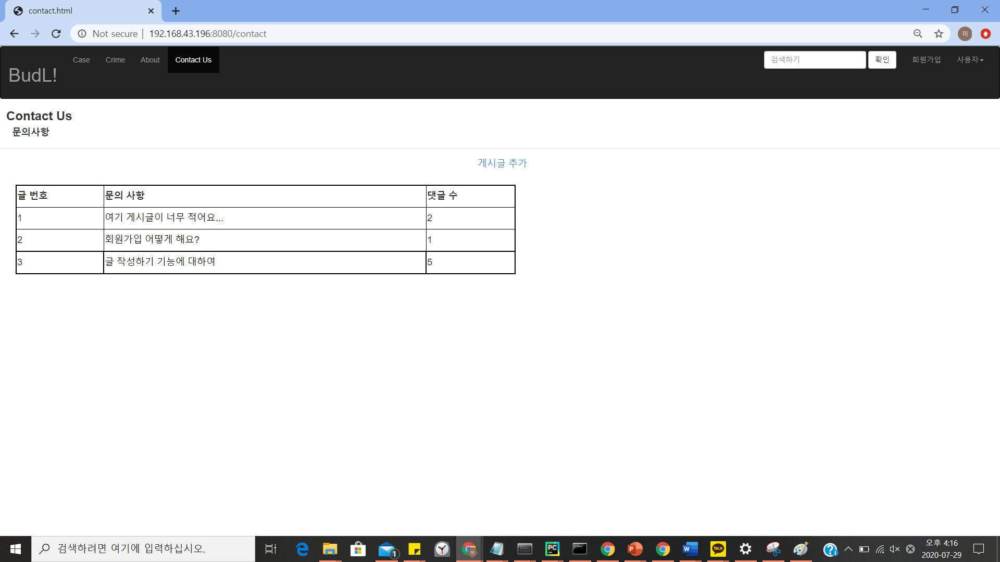 contact.html
Not secure | 192.168.43.196:8080/contact
미
BudL!
Case Crime About Contact Us
검색하기 확인 회원가입 사용자
Contact Us
문의사항
게시글 추가
글 번호 문의 사항 댓글 수
1 여기 게시글이 너무 적어요... 2
2 회원가입 어떻게 해요? 1
3 글 작성하기 기능에 대하여 5
검색하려면 여기에 입력하십시오.
1
PC
P
W
TALK
오후 4:16
2020-07-29